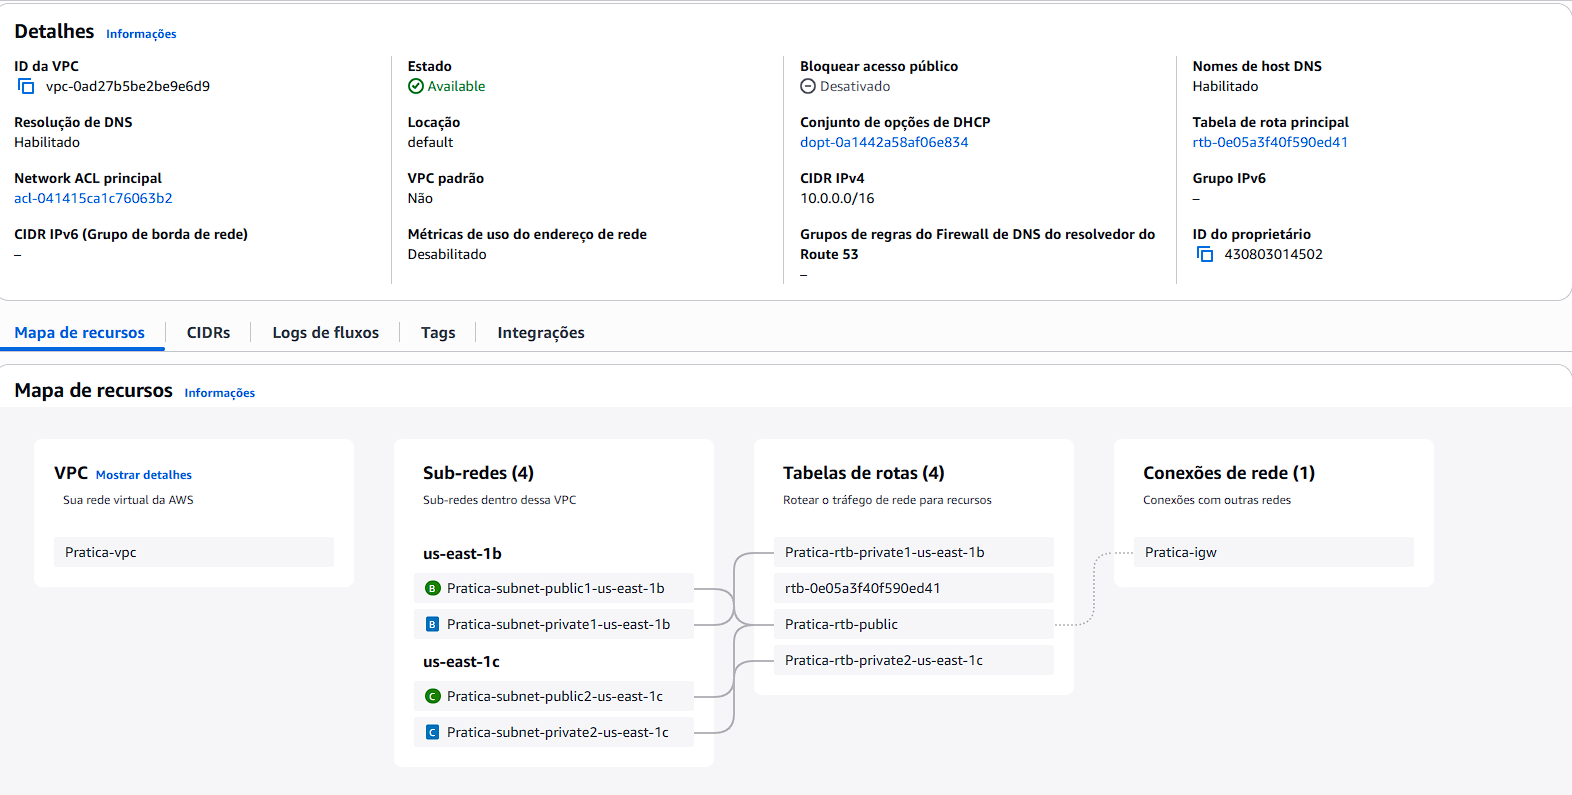 Detalhes Informações
ID da VPC
vpc-0ad27b5be2be9e6d9
Resolução de DNS
Habilitado
Network ACL principal
acl-041415ca1c76063b2
CIDR IPv6 (Grupo de borda de rede)
–
Estado
Available
Locação
default
VPC padrão
Não
Métricas de uso do endereço de rede
Desabilitado
Bloquear acesso público
Desativado
Conjunto de opções de DHCP
dopt-0a1442a58af06e834
CIDR IPv4
10.0.0.0/16
Grupos de regras do Firewall de DNS do resolvedor do
Route 53
–
Nomes de host DNS
Habilitado
Tabela de rota principal
rtb-0e05a3f40f590ed41
Grupo IPv6
–
ID do proprietário
430803014502
Mapa de recursos CIDRs Logs de fluxos Tags Integrações
Mapa de recursos Informações
VPC Mostrar detalhes
Sua rede virtual da AWS
Pratica-vpc
Sub-redes (4)
Sub-redes dentro dessa VPC
us-east-1b
B Pratica-subnet-public1-us-east-1b
B Pratica-subnet-private1-us-east-1b
us-east-1c
C Pratica-subnet-public2-us-east-1c
C Pratica-subnet-private2-us-east-1c
Tabelas de rotas (4)
Rotear o tráfego de rede para recursos
Pratica-rtb-private1-us-east-1b
rtb-0e05a3f40f590ed41
Pratica-rtb-public
Pratica-rtb-private2-us-east-1c
Conexões de rede (1)
Conexões com outras redes
Pratica-igw